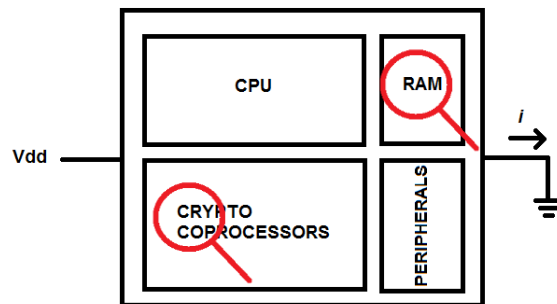 CPU
RAM
i
Vdd
CRYPTO
COPROCESSORS
PERIPHERALS